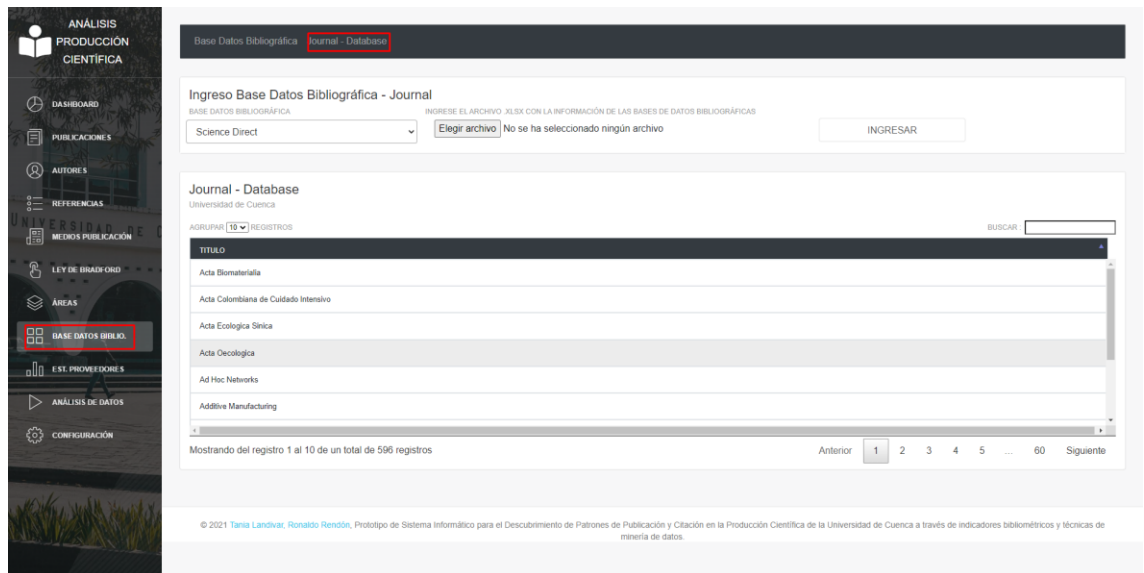 ANÁLISIS
PRODUCCIÓN
CIENTÍFICA
DASHBOARD
PUBLICACIONES
AUTORES
REFERENCIAS
UNIVERSIDAD DE
MEDIOS PUBLICACIÓN
LEY DE BRADFORD
ÁREAS
BASE DATOS BIBLIO.
EST. PROVEEDORES
ANÁLISIS DE DATOS
CONFIGURACIÓN
Base Datos Bibliográfica Journal - Database
Ingreso Base Datos Bibliográfica - Journal
BASE DATOS BIBLIOGRÁFICA INGRESE EL ARCHIVO .XLSX CON LA INFORMACIÓN DE LAS BASES DE DATOS BIBLIOGRÁFICAS
Science Direct Elegir archivo No se ha seleccionado ningún archivo INGRESAR
Journal - Database
Universidad de Cuenca
AGRUPAR 10 REGISTROS BUSCAR :
TITULO
Acta Biomaterialia
Acta Colombiana de Cuidado Intensivo
Acta Ecologica Sinica
Acta Oecologica
Ad Hoc Networks
Additive Manufacturing
Mostrando del registro 1 al 10 de un total de 596 registros Anterior 1 2 3 4 5 ... 60 Siguiente
© 2021 Tania Landivar, Ronaldo Rendón, Prototipo de Sistema Informático para el Descubrimiento de Patrones de Publicación y Citación en la Producción Científica de la Universidad de Cuenca a través de indicadores bibliométricos y técnicas de
minería de datos.